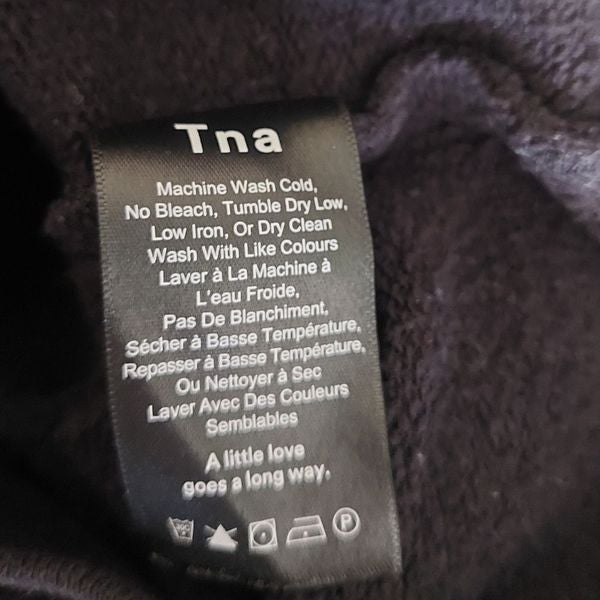 Tna
Machine Wash Cold,
No Bleach, Tumble Dry Low,
Low Iron, Or Dry Clean
Wash With Like Colours
Laver à La Machine à
L'eau Froide,
Pas De Blanchiment,
Sécher à Basse Température,
Repasser à Basse Température,
Ou Nettoyer à Sec
Laver Avec Des Couleurs
Semblables
A little love
goes a long way.
P